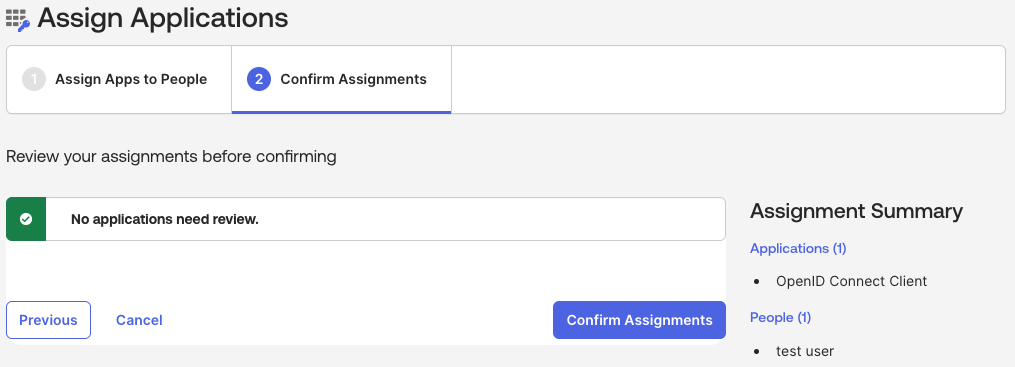 Assign Applications
1 Assign Apps to People
2 Confirm Assignments
Review your assignments before confirming
No applications need review.
Previous
Cancel
Confirm Assignments
Assignment Summary
Applications (1)
• OpenID Connect Client
People (1)
• test user